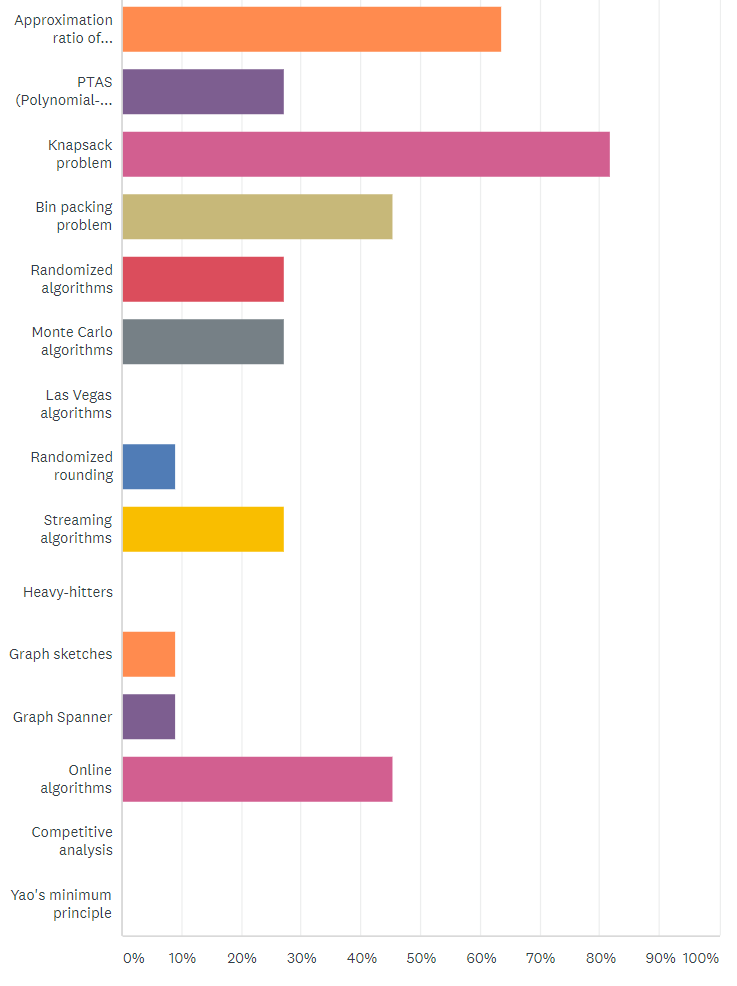 Approximation
ratio of...
PTAS
(Polynomial-...
Knapsack
problem
Bin packing
problem
Randomized
algorithms
Monte Carlo
algorithms
Las Vegas
algorithms
Randomized
rounding
Streaming
algorithms
Heavy-hitters
Graph sketches
Graph Spanner
Online
algorithms
Competitive
analysis
Yao's minimum
principle
0% 10% 20% 30% 40% 50% 60% 70% 80% 90% 100%